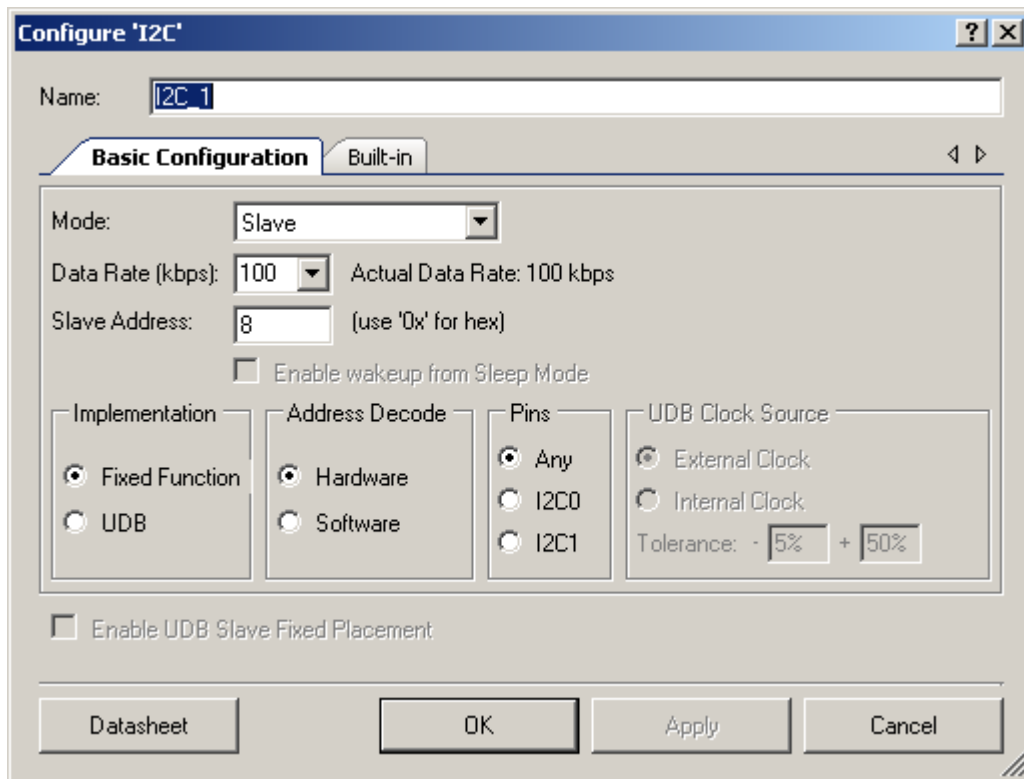 Configure 'I2C'
Name: I2C_1
Basic Configuration Built-in
Mode: Slave
Data Rate (kbps): 100 Actual Data Rate: 100 kbps
Slave Address: 8 (use '0x' for hex)
Enable wakeup from Sleep Mode
Implementation
Fixed Function
UDB
Address Decode
Hardware
Software
Pins
Any
I2C0
I2C1
UDB Clock Source
External Clock
Internal Clock
Tolerance: - 5% + 50%
Enable UDB Slave Fixed Placement
Datasheet OK Apply Cancel